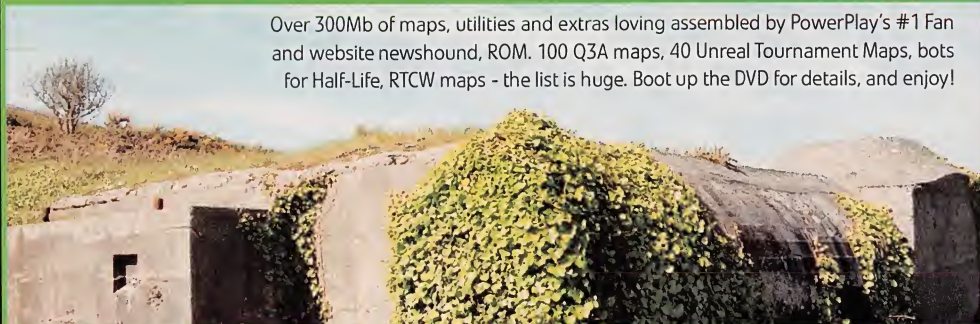 Over 300Mb of maps, utilities and extras loving assembled by PowerPlay's #1 Fan
and website newshound, ROM. 100 Q3A maps, 40 Unreal Tournament Maps, bots
for Half-Life, RTCW maps - the list is huge. Boot up the DVD for details, and enjoy!